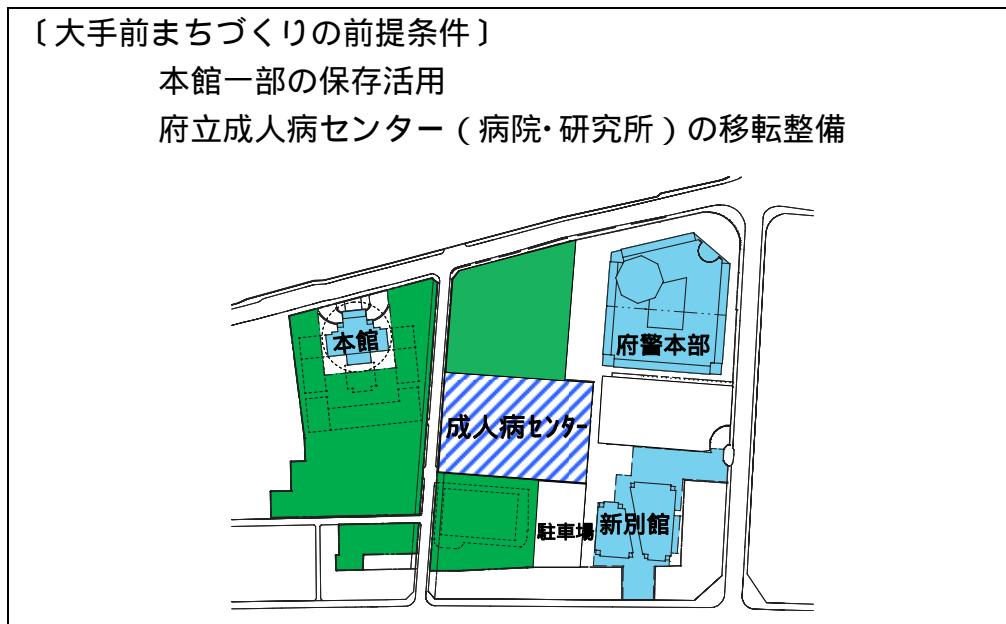 〔大手前まちづくりの前提条件〕
本館一部の保存活用
府立成人病センター（病院･研究所）の移転整備
本館
府警本部
成人病ｾﾝﾀｰ
駐車場
新別館